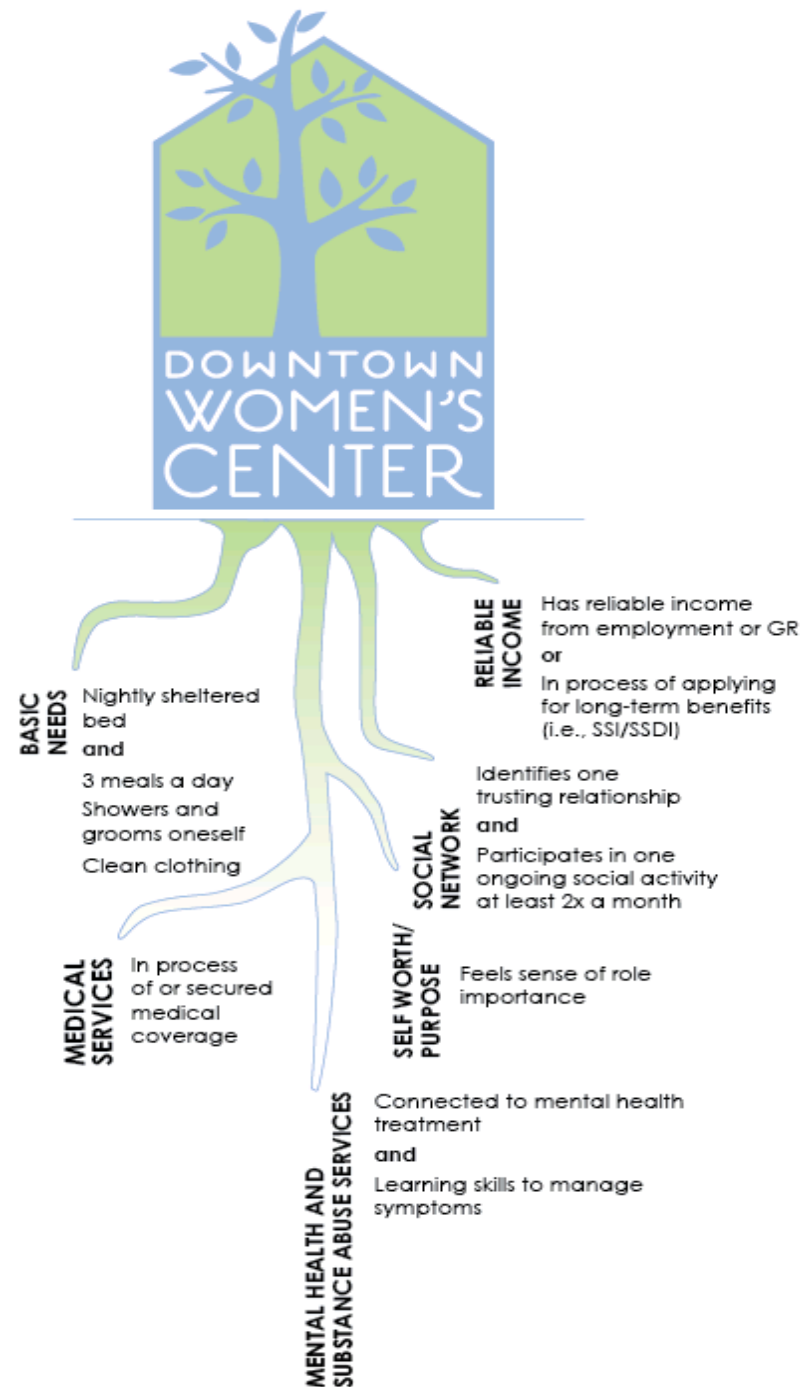 DOWNTOWN
WOMEN'S
CENTER
RELIABLE
INCOME
Has reliable income
from employment or GR
or
In process of applying
for long-term benefits
(i.e., SSI/SSDI)
BASIC
NEEDS
Nightly sheltered
bed
and
3 meals a day
Showers and
grooms oneself
Clean clothing
SOCIAL
NETWORK
Identifies one
trusting relationship
and
Participates in one
ongoing social activity
at least 2x a month
MEDICAL
SERVICES
In process
of or secured
medical
coverage
SELF WORTH/
PURPOSE
Feels sense of role
importance
MENTAL HEALTH AND
SUBSTANCE ABUSE SERVICES
Connected to mental health
treatment
and
Learning skills to manage
symptoms